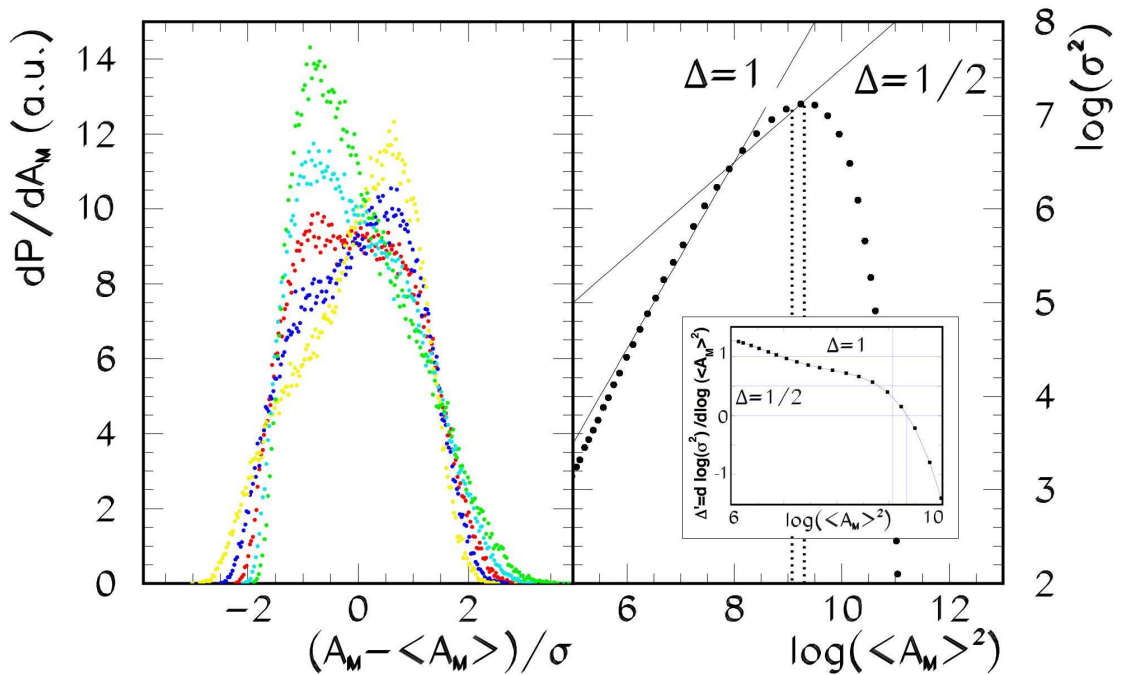 dP/dA_M (a.u.)
14
12
10
8
6
4
2
0
−2
0
2
(A_M−<A_M>)/σ
Δ=1
Δ=1/2
8
7
6
5
4
3
2
log(σ²)
6
8
10
12
log(<A_M>²)
Δ'=d log(σ²)/dlog(<A_M>²)
1
0
-1
Δ=1
Δ=1/2
6
10
log(<A_M>²)